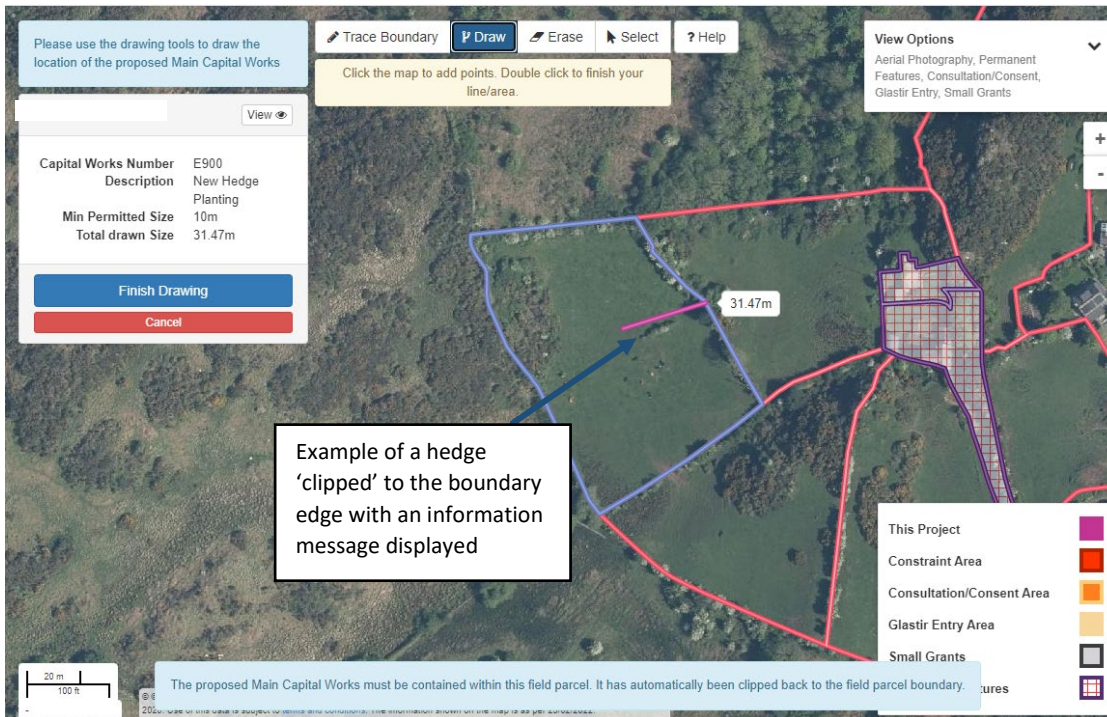 Please use the drawing tools to draw the
location of the proposed Main Capital Works
View
Capital Works Number E900
Description New Hedge
Planting
Min Permitted Size 10m
Total drawn Size 31.47m
Finish Drawing
Cancel
Trace Boundary Draw Erase Select ? Help
Click the map to add points. Double click to finish your
line/area.
View Options
Aerial Photography, Permanent
Features, Consultation/Consent,
Glastir Entry, Small Grants
+
-
31.47m
Example of a hedge
‘clipped’ to the boundary
edge with an information
message displayed
This Project
Constraint Area
Consultation/Consent Area
Glastir Entry Area
Small Grants
tures
20 m
100 ft
The proposed Main Capital Works must be contained within this field parcel. It has automatically been clipped back to the field parcel boundary.
Use of this data is subject to terms and conditions. The information shown on the map is as per 23/02/2022.